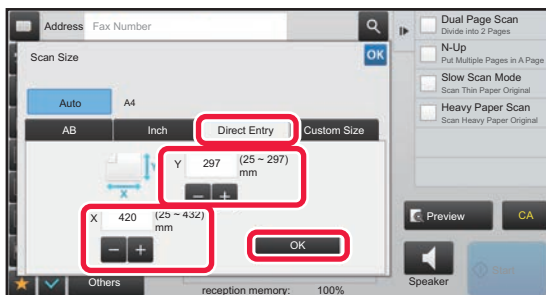 Address Fax Number
Scan Size
OK
Auto A4
AB Inch Direct Entry Custom Size
Y
X
Y 297 (25 ~ 297)
mm
− +
X 420 (25 ~ 432)
mm
− +
OK
Others
reception memory: 100%
Dual Page Scan
Divide into 2 Pages
N-Up
Put Multiple Pages in A Page
Slow Scan Mode
Scan Thin Paper Original
Heavy Paper Scan
Scan Heavy Paper Original
Preview CA
Speaker Start